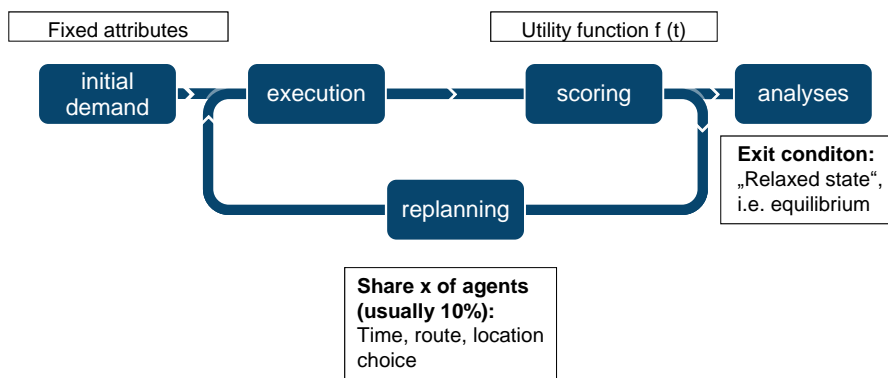 Fixed attributes
Utility function f (t)
initial
demand
execution
scoring
analyses
Exit conditon:
„Relaxed state“,
i.e. equilibrium
replanning
Share x of agents
(usually 10%):
Time, route, location
choice